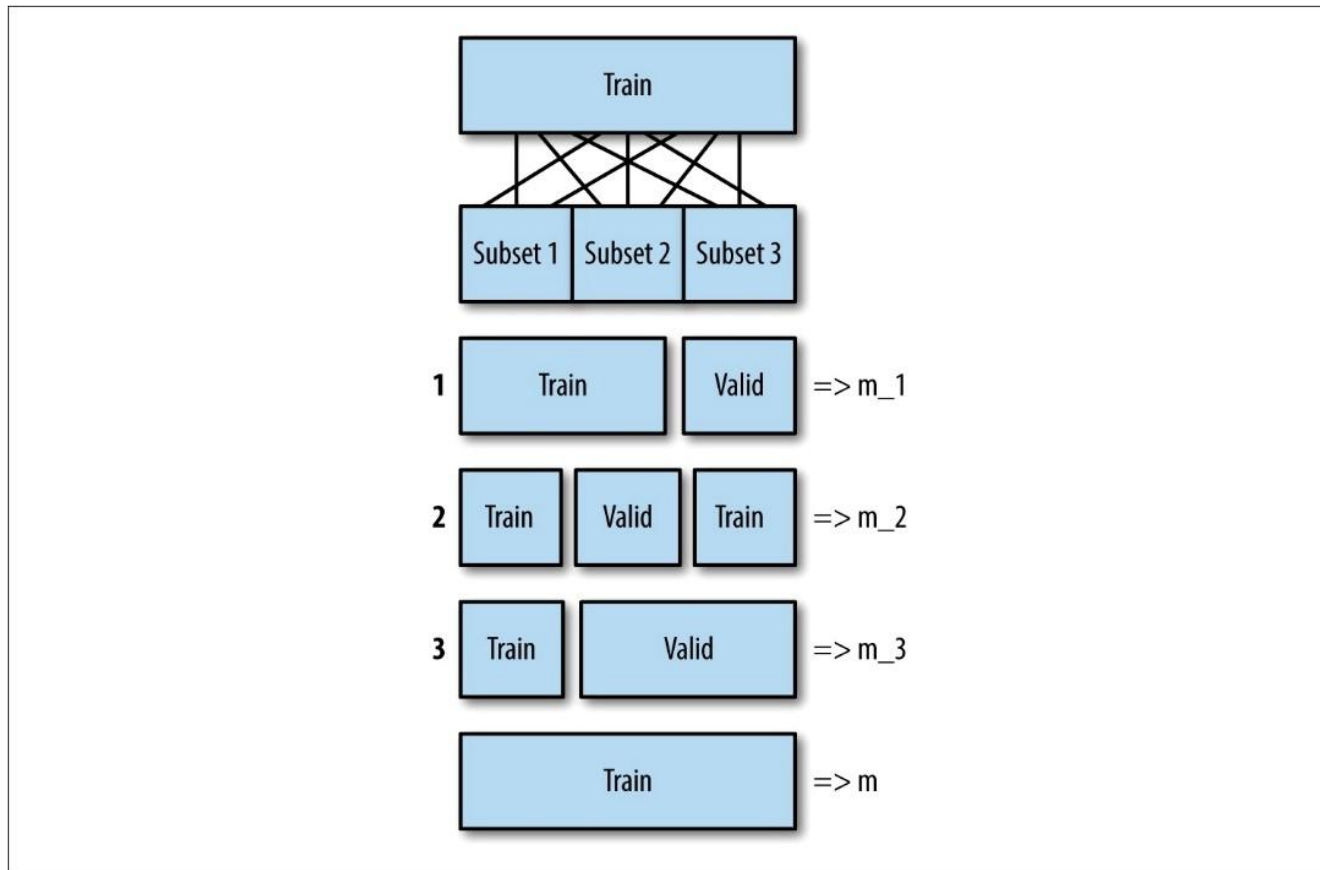 Train
Subset 1 Subset 2 Subset 3
1 Train Valid => m_1
2 Train Valid Train => m_2
3 Train Valid => m_3
Train => m